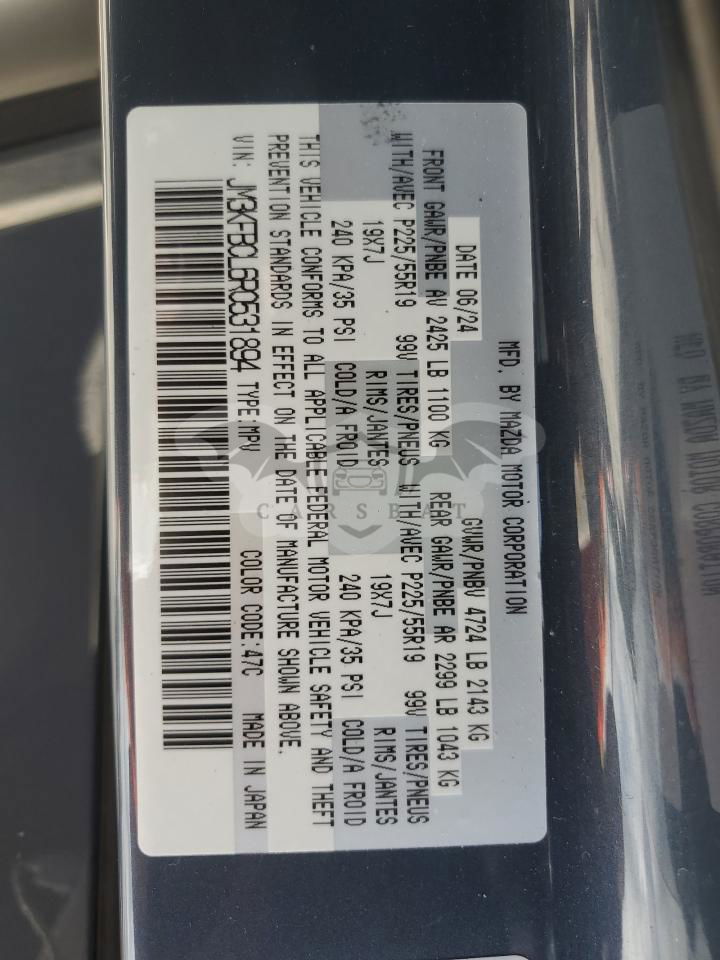 MFD. BY MAZDA MOTOR CORPORATION
DATE 06/24 GVWR/PNBV 4724 LB 2143 KG
FRONT GAWR/PNBE AV 2425 LB 1100 KG REAR GAWR/PNBE AR 2299 LB 1043 KG
WITH/AVEC P225/55R19 99V TIRES/PNEUS WITH/AVEC P225/55R19 99V TIRES/PNEUS
19X7J RIMS/JANTES 19X7J RIMS/JANTES
240 KPA/35 PSI COLD/A FROID 240 KPA/35 PSI COLD/A FROID
THIS VEHICLE CONFORMS TO ALL APPLICABLE FEDERAL MOTOR VEHICLE SAFETY AND THEFT
PREVENTION STANDARDS IN EFFECT ON THE DATE OF MANUFACTURE SHOWN ABOVE.
VIN: JM3KFBCL6R0531894 TYPE:MPV COLOR CODE:47C MADE IN JAPAN
CARSBAT